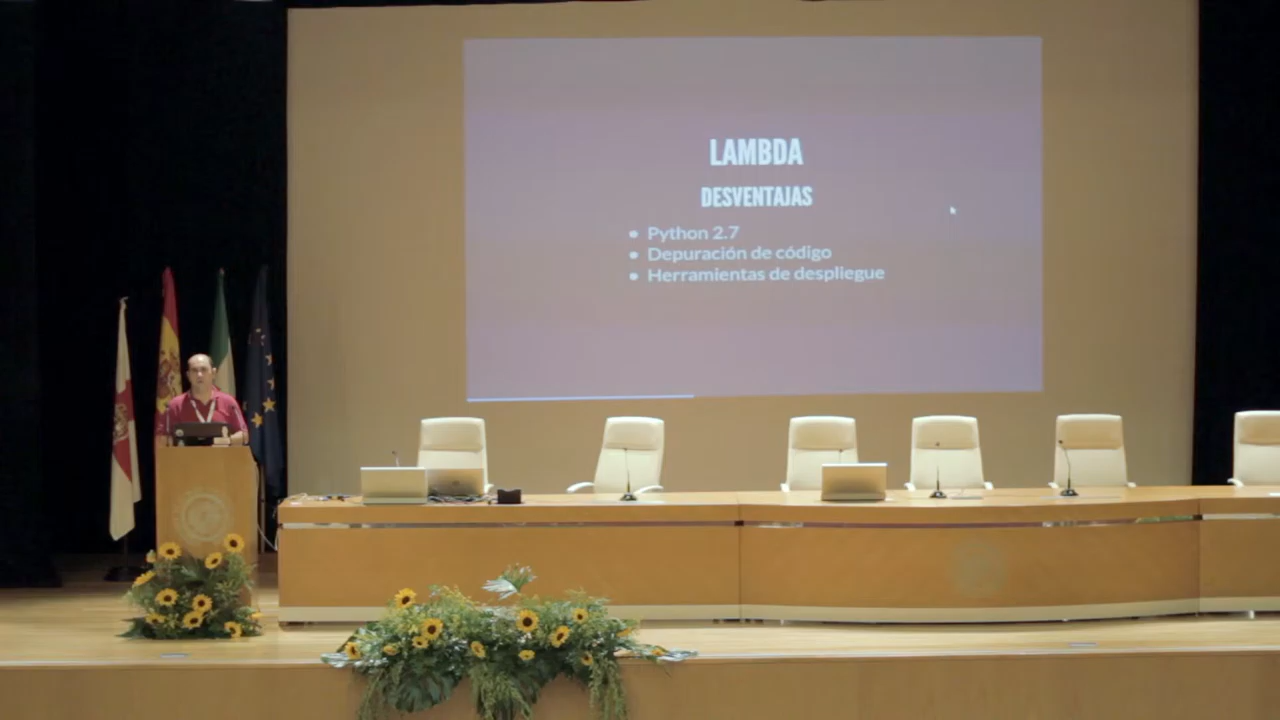 LAMBDA
DESVENTAJAS
• Python 2.7
• Depuración de código
• Herramientas de despliegue